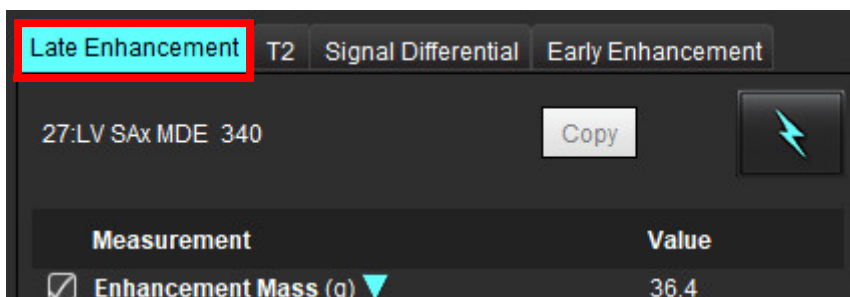 Late Enhancement T2 Signal Differential Early Enhancement
27:LV SAx MDE 340 Copy
Measurement Value
Enhancement Mass (g) 36.4